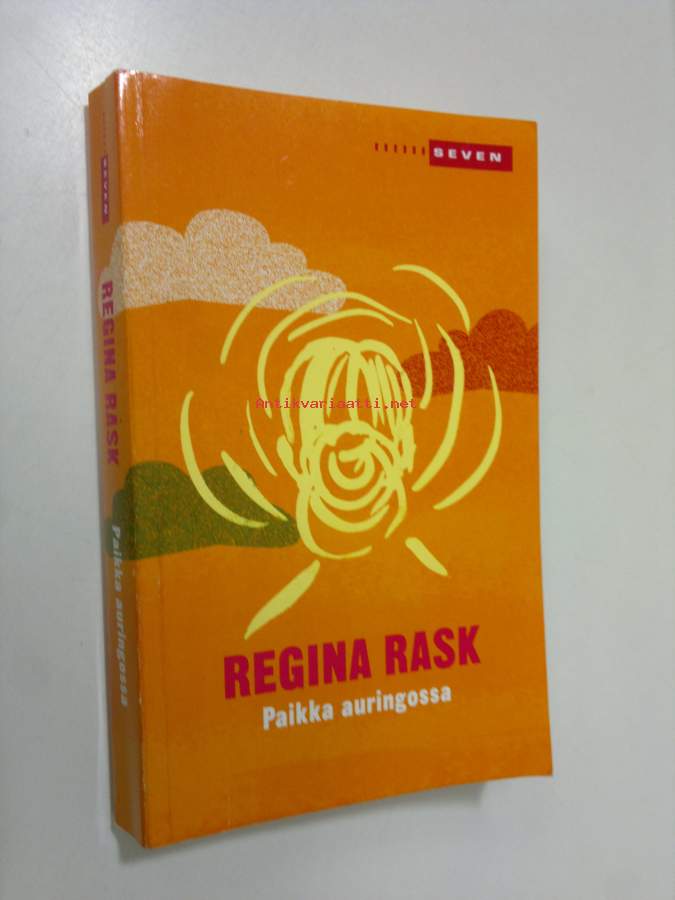 SEVEN
REGINA RASK
Paikka auringossa
SEVEN
REGINA RASK
Paikka auringossa
Antikvariaatti.net